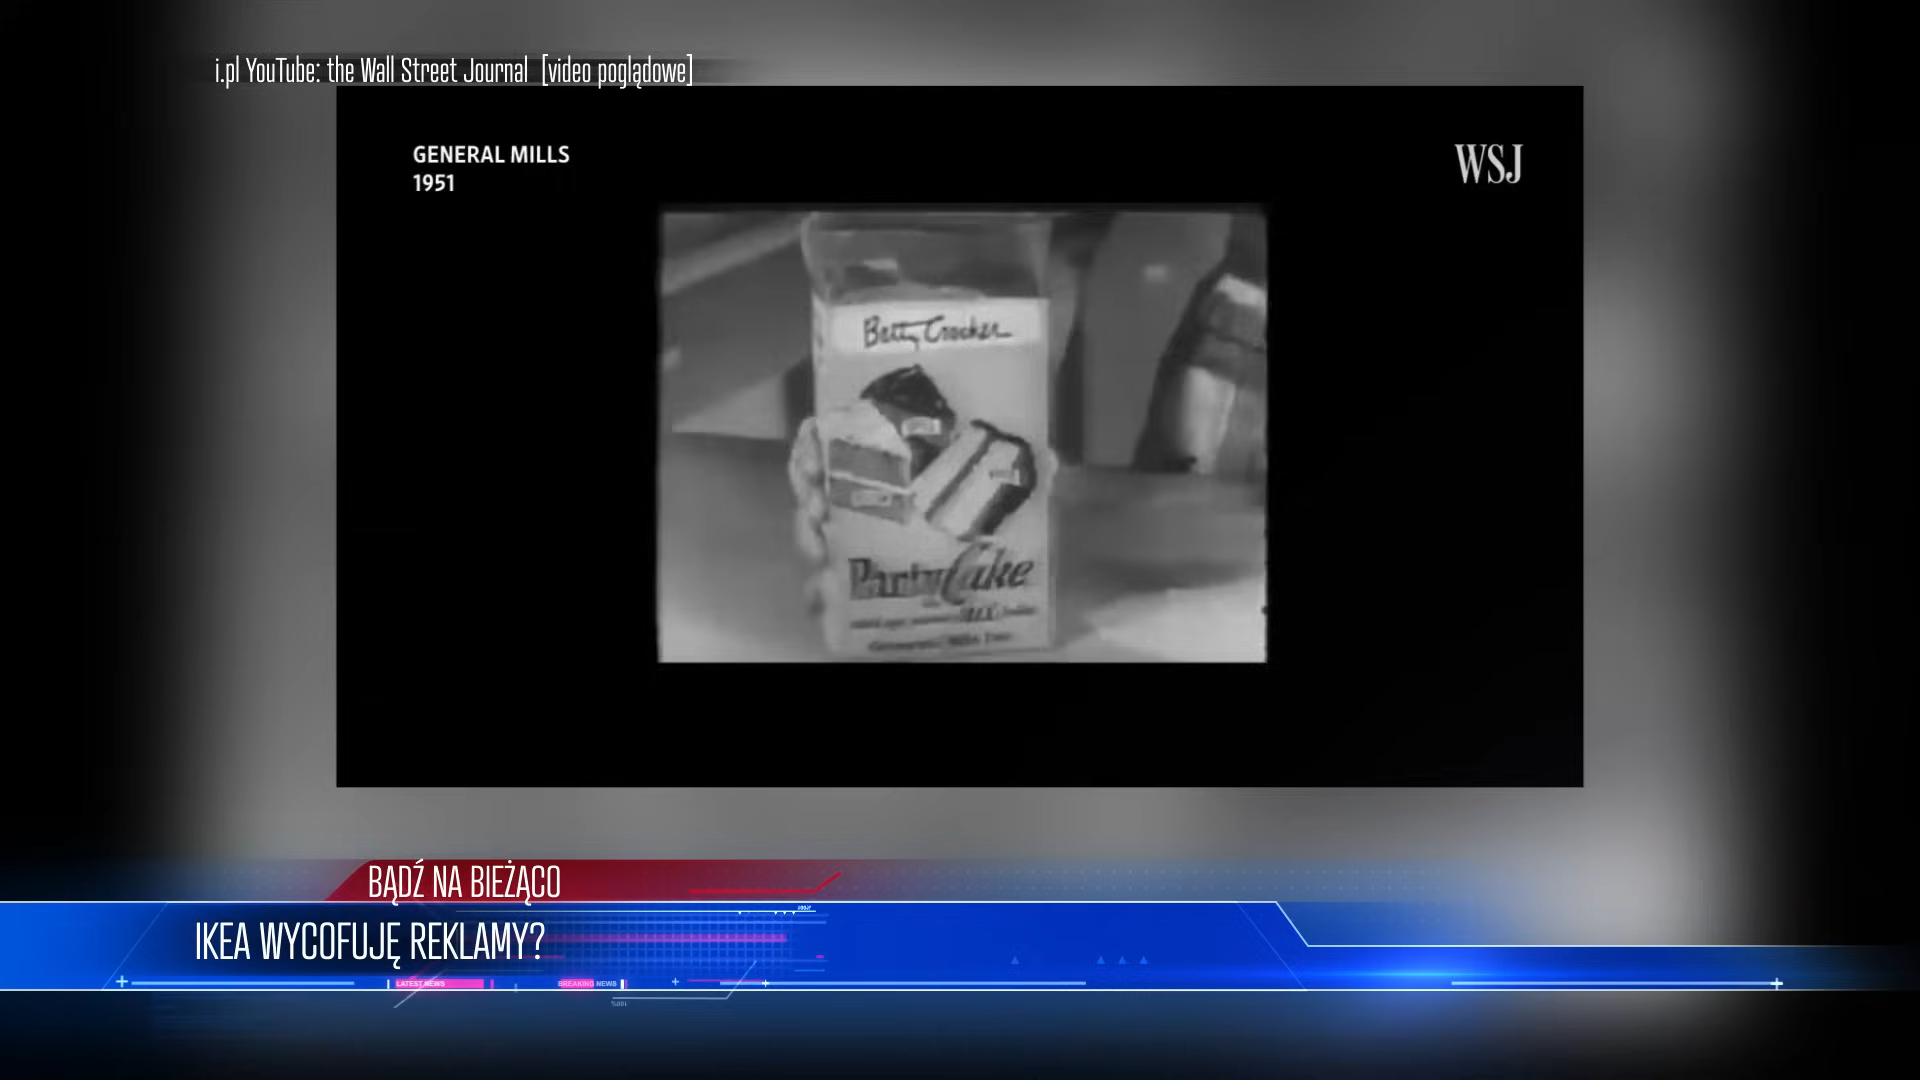 i.pl YouTube: the Wall Street Journal [video poglądowe]
GENERAL MILLS
1951
WSJ
Betty Crocker
Party Cake
MIX
BĄDŹ NA BIEŻĄCO
IKEA WYCOFUJĘ REKLAMY?
LATEST NEWS
BREAKING NEWS